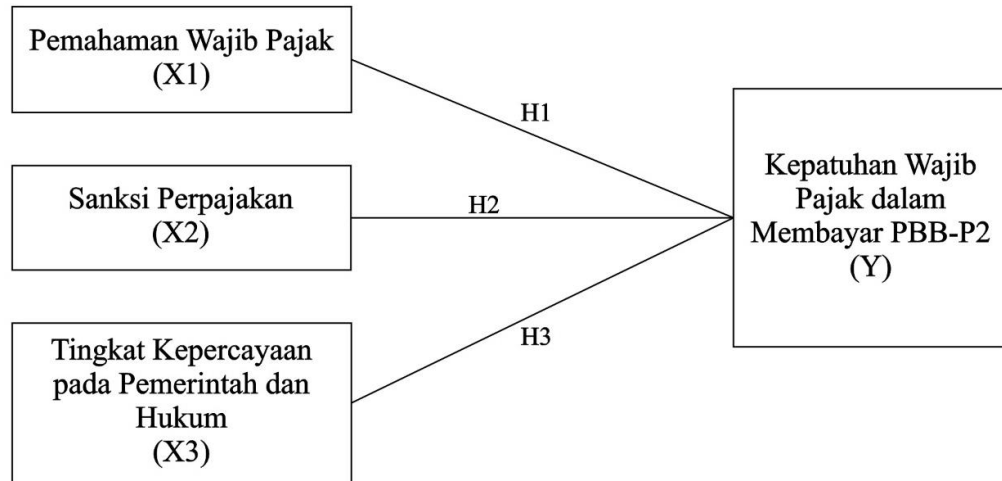 Pemahaman Wajib Pajak
(X1)
H1
Sanksi Perpajakan
(X2)
H2
Tingkat Kepercayaan
pada Pemerintah dan
Hukum
(X3)
H3
Kepatuhan Wajib
Pajak dalam
Membayar PBB-P2
(Y)